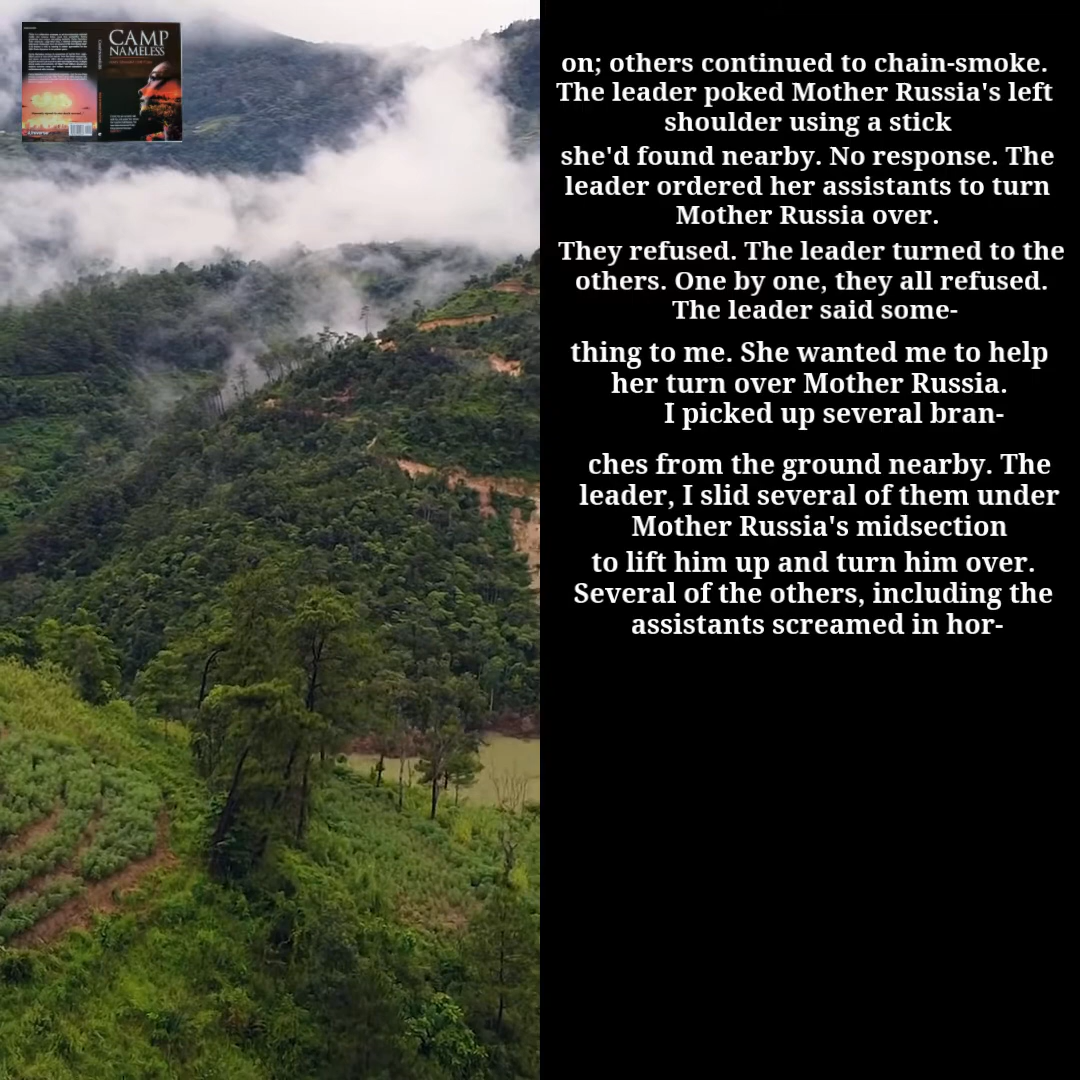 CAMP
NAMELESS
on; others continued to chain-smoke.
The leader poked Mother Russia's left
shoulder using a stick
she'd found nearby. No response. The
leader ordered her assistants to turn
Mother Russia over.
They refused. The leader turned to the
others. One by one, they all refused.
The leader said some-
thing to me. She wanted me to help
her turn over Mother Russia.
I picked up several bran-
ches from the ground nearby. The
leader, I slid several of them under
Mother Russia's midsection
to lift him up and turn him over.
Several of the others, including the
assistants screamed in hor-